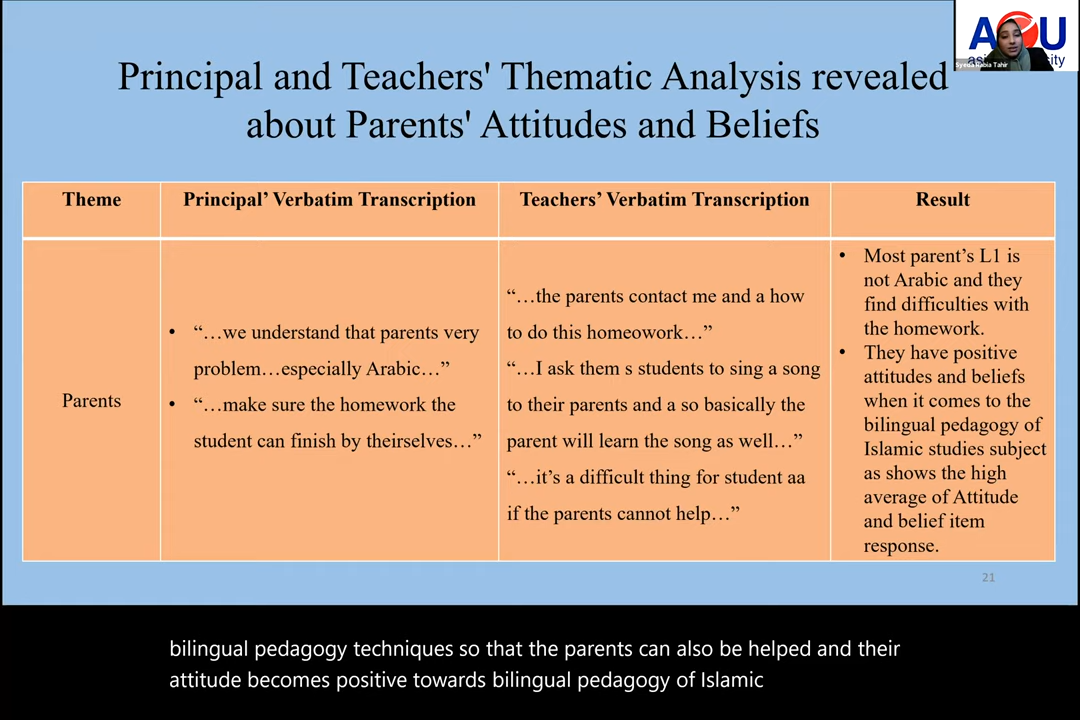 AOU
Syeda Rabia Tahir
Principal and Teachers' Thematic Analysis revealed
about Parents' Attitudes and Beliefs
Theme
Principal’ Verbatim Transcription
Teachers’ Verbatim Transcription
Result
Parents
• “…we understand that parents very
problem…especially Arabic…”
• “…make sure the homework the
student can finish by theirselves…”
“…the parents contact me and a how
to do this homeowork…”
“…I ask them s students to sing a song
to their parents and a so basically the
parent will learn the song as well…”
“…it’s a difficult thing for student aa
if the parents cannot help…”
• Most parent’s L1 is
not Arabic and they
find difficulties with
the homework.
• They have positive
attitudes and beliefs
when it comes to the
bilingual pedagogy of
Islamic studies subject
as shows the high
average of Attitude
and belief item
response.
21
bilingual pedagogy techniques so that the parents can also be helped and their
attitude becomes positive towards bilingual pedagogy of Islamic